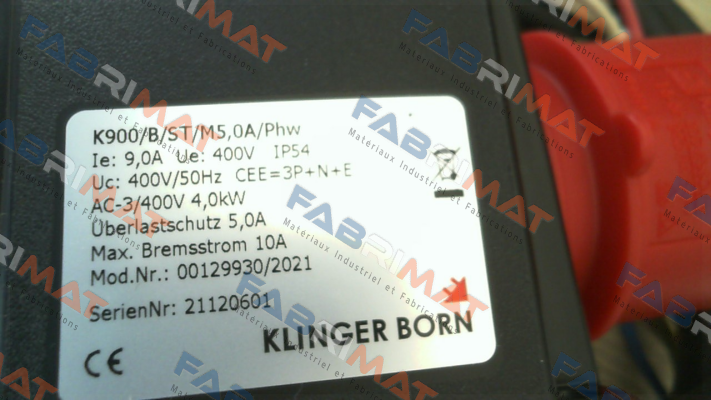 K900/B/ST/M5,0A/Phw
Ie: 9,0A Ue: 400V IP54
Uc: 400V/50Hz CEE=3P+N+E
AC-3/400V 4,0kW
Überlastschutz 5,0A
Max. Bremsstrom 10A
Mod.Nr.: 00129930/2021
SerienNr: 21120601
KLINGER BORN
CE
FABRIMAT
Matériaux Industriel et Fabrications